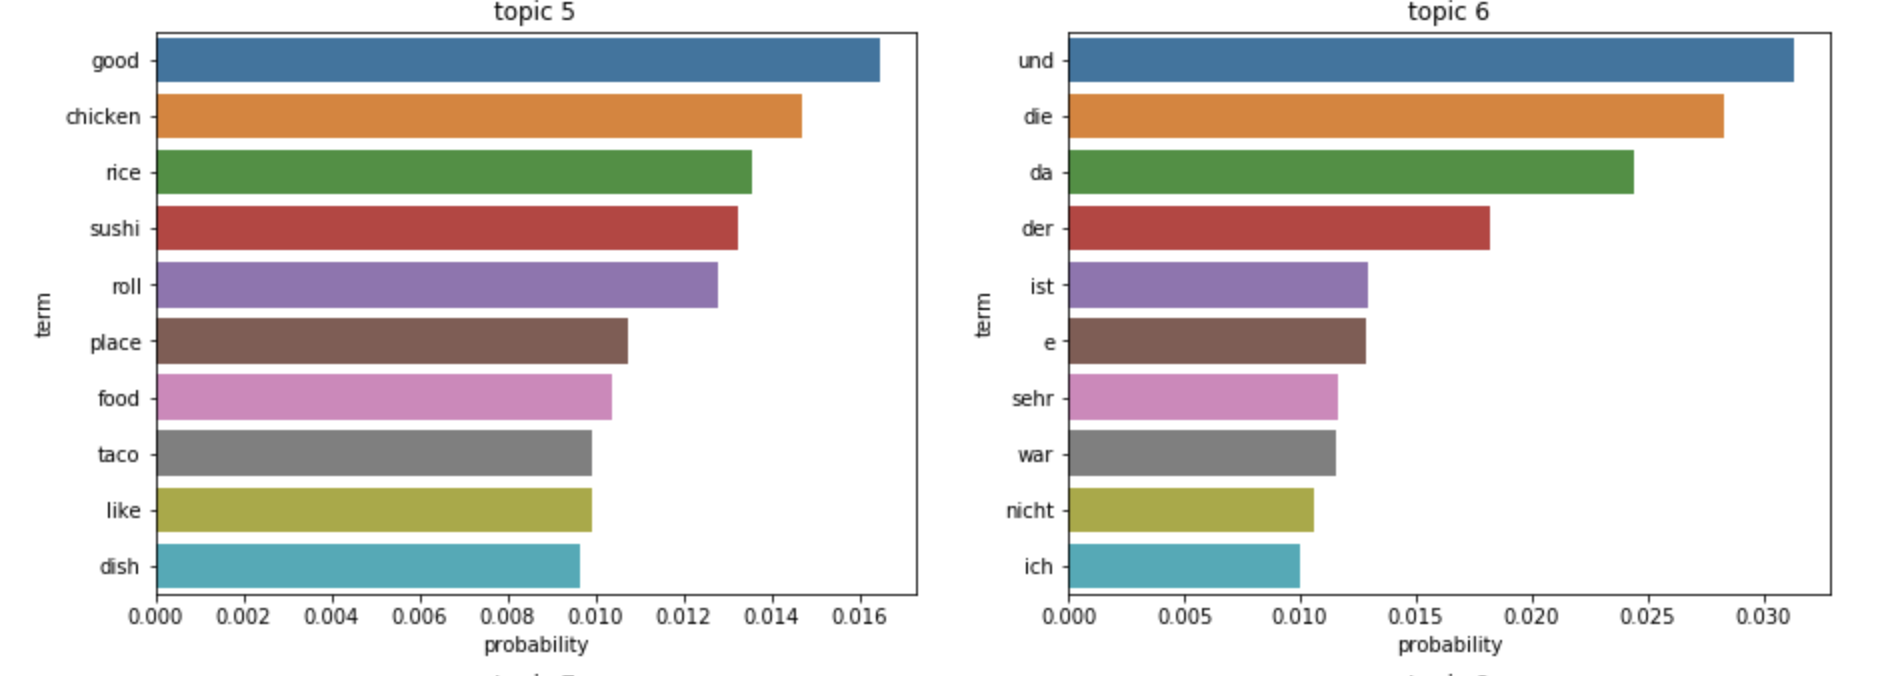 topic 5
good
chicken
rice
sushi
roll
place
food
taco
like
dish
term
0.000 0.002 0.004 0.006 0.008 0.010 0.012 0.014 0.016
probability
topic 6
und
die
da
der
ist
e
sehr
war
nicht
ich
term
0.000 0.005 0.010 0.015 0.020 0.025 0.030
probability